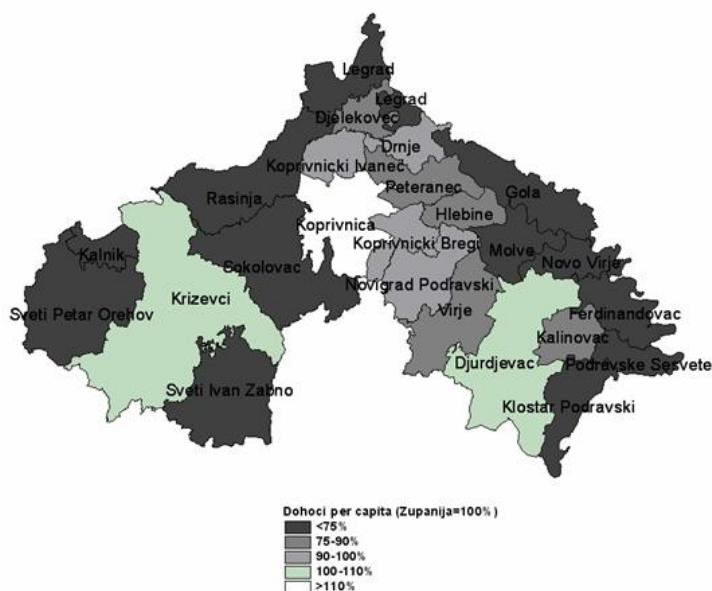 Legrad
Legrad
Djelekovec
Drnje
Koprivnicki Ivanec
Peteranec
Gola
Rasinja
Hlebine
Koprivnica
Koprivnicki Bregi
Molve
Kalnik
Sokolovac
Novo Virje
Novigrad Podravski
Krizevci
Sveti Petar Orehov
Virje
Ferdinandovac
Kalinovac
Djurdjevac
Podravske Sesvete
Sveti Ivan Zabno
Klostar Podravski
Dohoci per capita (Zupanija=100%)
<75%
75-90%
90-100%
100-110%
>110%